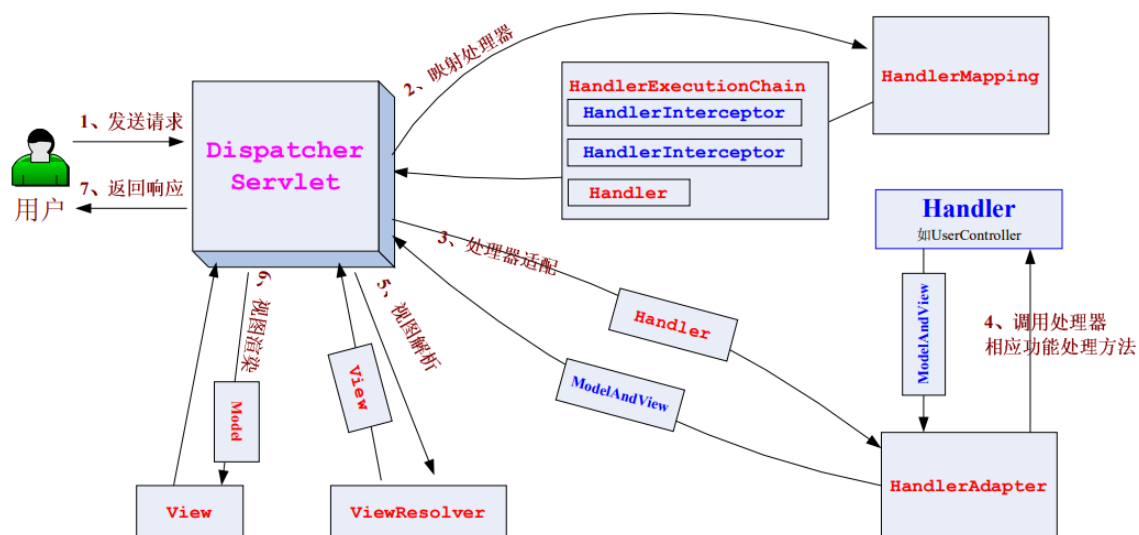 2、映射处理器
HandlerMapping
HandlerExecutionChain
HandlerInterceptor
HandlerInterceptor
Handler
1、发送请求
Dispatcher
Servlet
7、返回响应
用户
Handler
如UserController
3、处理器适配
Handler
ModelAndView
ModelAndView
4、调用处理器
相应功能处理方法
HandlerAdapter
6、视图渲染
5、视图解析
View
Model
View
ViewResolver